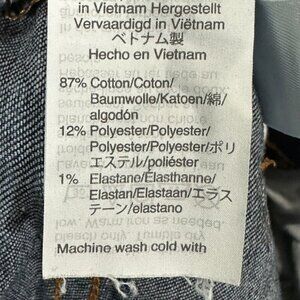 in Vietnam Hergestellt
Vervaardigd in Viëtnam
ベトナム製
Hecho en Vietnam
87% Cotton/Coton/
Baumwolle/Katoen/綿/
algodón
12% Polyester/Polyester/
Polyester/Polyester/ポリ
エステル/poliéster
1% Elastane/Élasthanne/
Elastan/Elastaan/エラス
テーン/elastano
Machine wash cold with